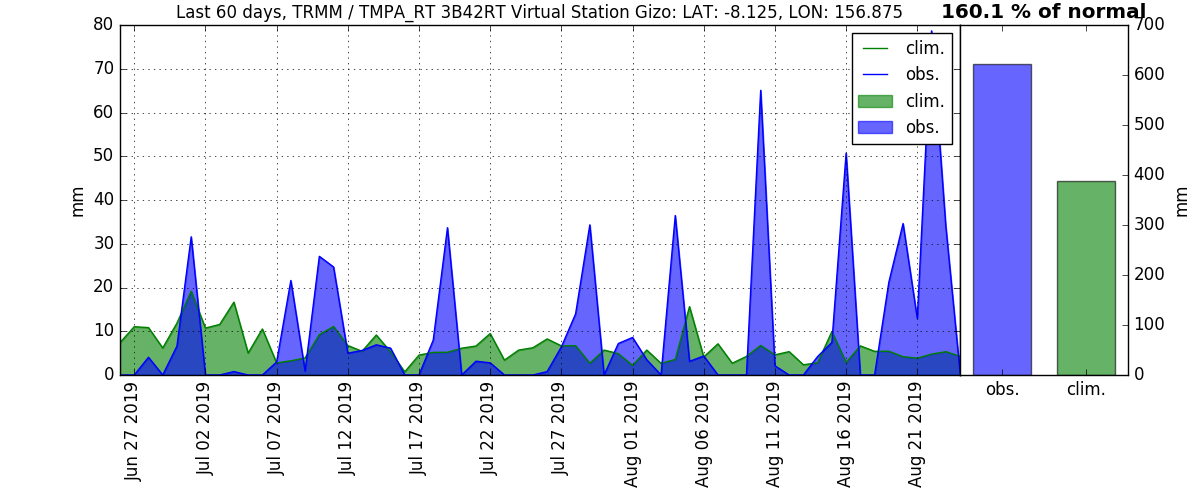 Last 60 days, TRMM / TMPA_RT 3B42RT Virtual Station Gizo: LAT: -8.125, LON: 156.875
160.1 % of normal
80
70
60
50
40
30
20
10
0
mm
clim.
obs.
clim.
obs.
700
600
500
400
300
200
100
0
mm
Jun 27 2019
Jul 02 2019
Jul 07 2019
Jul 12 2019
Jul 17 2019
Jul 22 2019
Jul 27 2019
Aug 01 2019
Aug 06 2019
Aug 11 2019
Aug 16 2019
Aug 21 2019
obs.
clim.